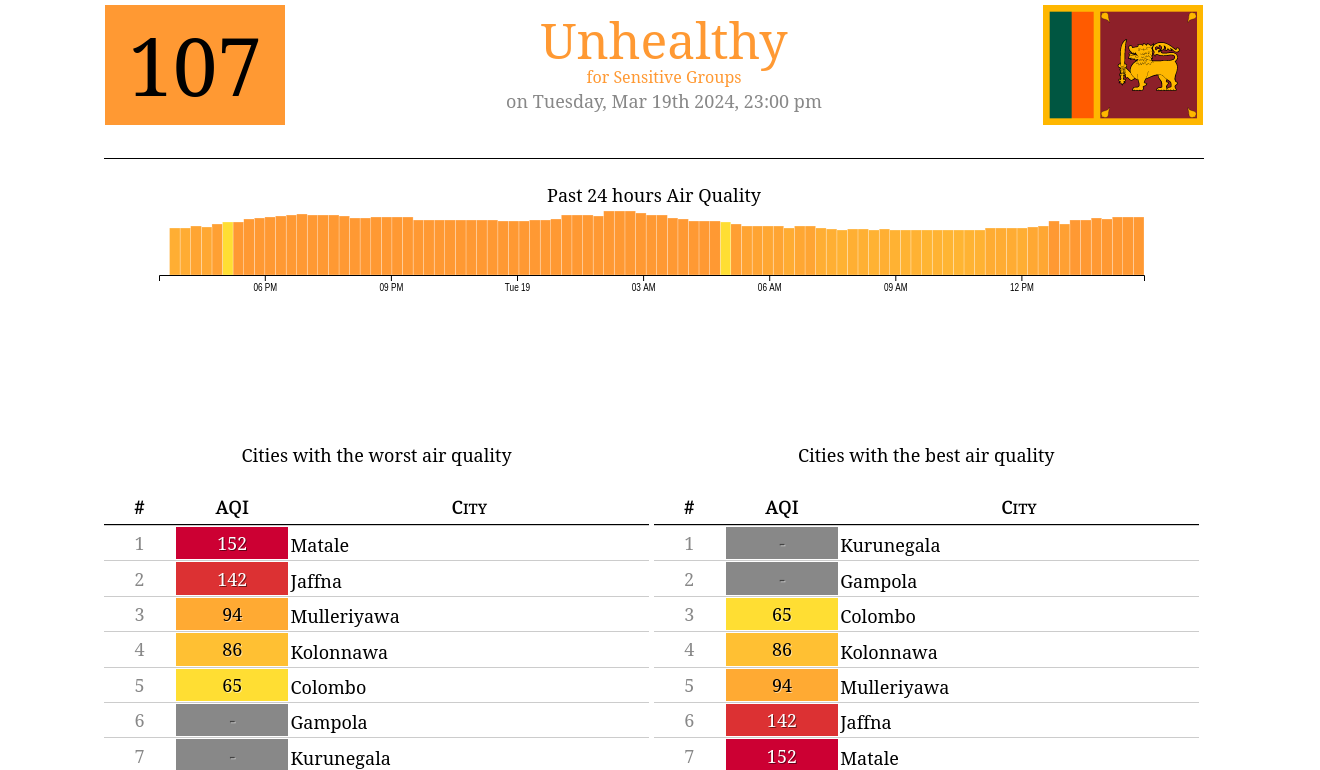 107
Unhealthy
for Sensitive Groups
on Tuesday, Mar 19th 2024, 23:00 pm
Past 24 hours Air Quality
06 PM 09 PM Tue 19 03 AM 06 AM 09 AM 12 PM
Cities with the worst air quality
# AQI City
1 152 Matale
2 142 Jaffna
3 94 Mulleriyawa
4 86 Kolonnawa
5 65 Colombo
6 - Gampola
7 - Kurunegala
Cities with the best air quality
# AQI City
1 - Kurunegala
2 - Gampola
3 65 Colombo
4 86 Kolonnawa
5 94 Mulleriyawa
6 142 Jaffna
7 152 Matale